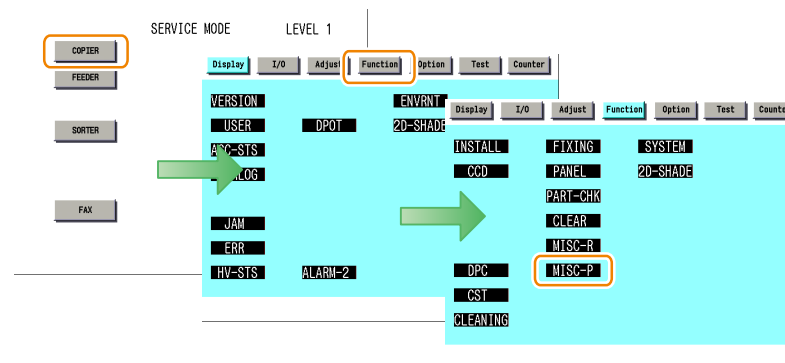 SERVICE MODE LEVEL 1
COPIER
FEEDER
SORTER
FAX
Display I/O Adjust Function Option Test Counter
VERSION ENVRNT
USER DPOT 2D-SHADE
JAM
ERR
HV-STS ALARM-2
Display I/O Adjust Function Option Test
INSTALL FIXING SYSTEM
CCD PANEL 2D-SHADE
PART-CHK
CLEAR
MISC-R
DPC MISC-P
CST
CLEANING